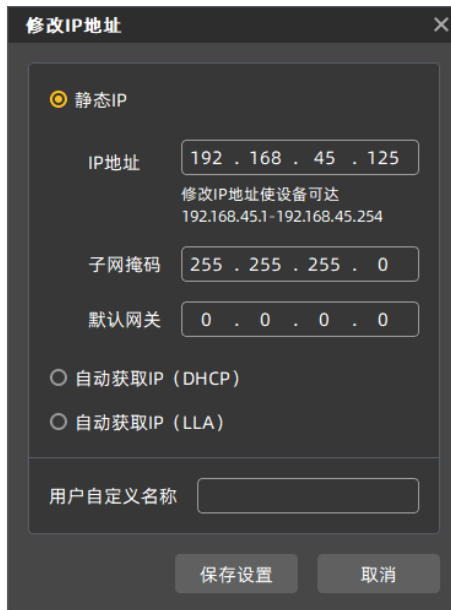 修改IP地址
静态IP
IP地址 192 . 168 . 45 . 125
修改IP地址使设备可达
192.168.45.1-192.168.45.254
子网掩码 255 . 255 . 255 . 0
默认网关 0 . 0 . 0 . 0
自动获取IP（DHCP）
自动获取IP（LLA）
用户自定义名称
保存设置 取消